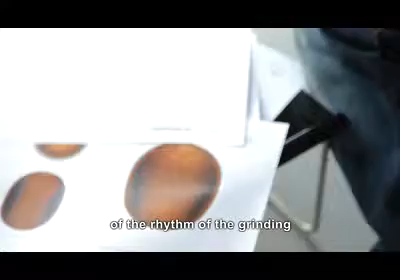 of the rhythm of the grinding